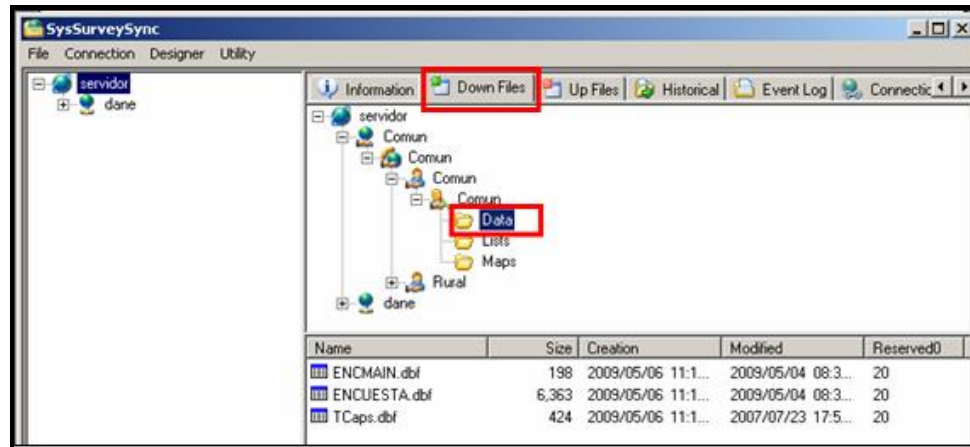 SysSurveySync
File Connection Designer Utility
servidor
dane
Information Down Files Up Files Historical Event Log Connectic
servidor
Comun
Comun
Comun
Comun
Data
Lists
Maps
Rural
dane
Name Size Creation Modified Reserved0
ENCMAIN.dbf 198 2009/05/06 11:1... 2009/05/04 08:3... 20
ENCUESTA.dbf 6,363 2009/05/06 11:1... 2009/05/04 08:3... 20
TCaps.dbf 424 2009/05/06 11:1... 2007/07/23 17:5... 20